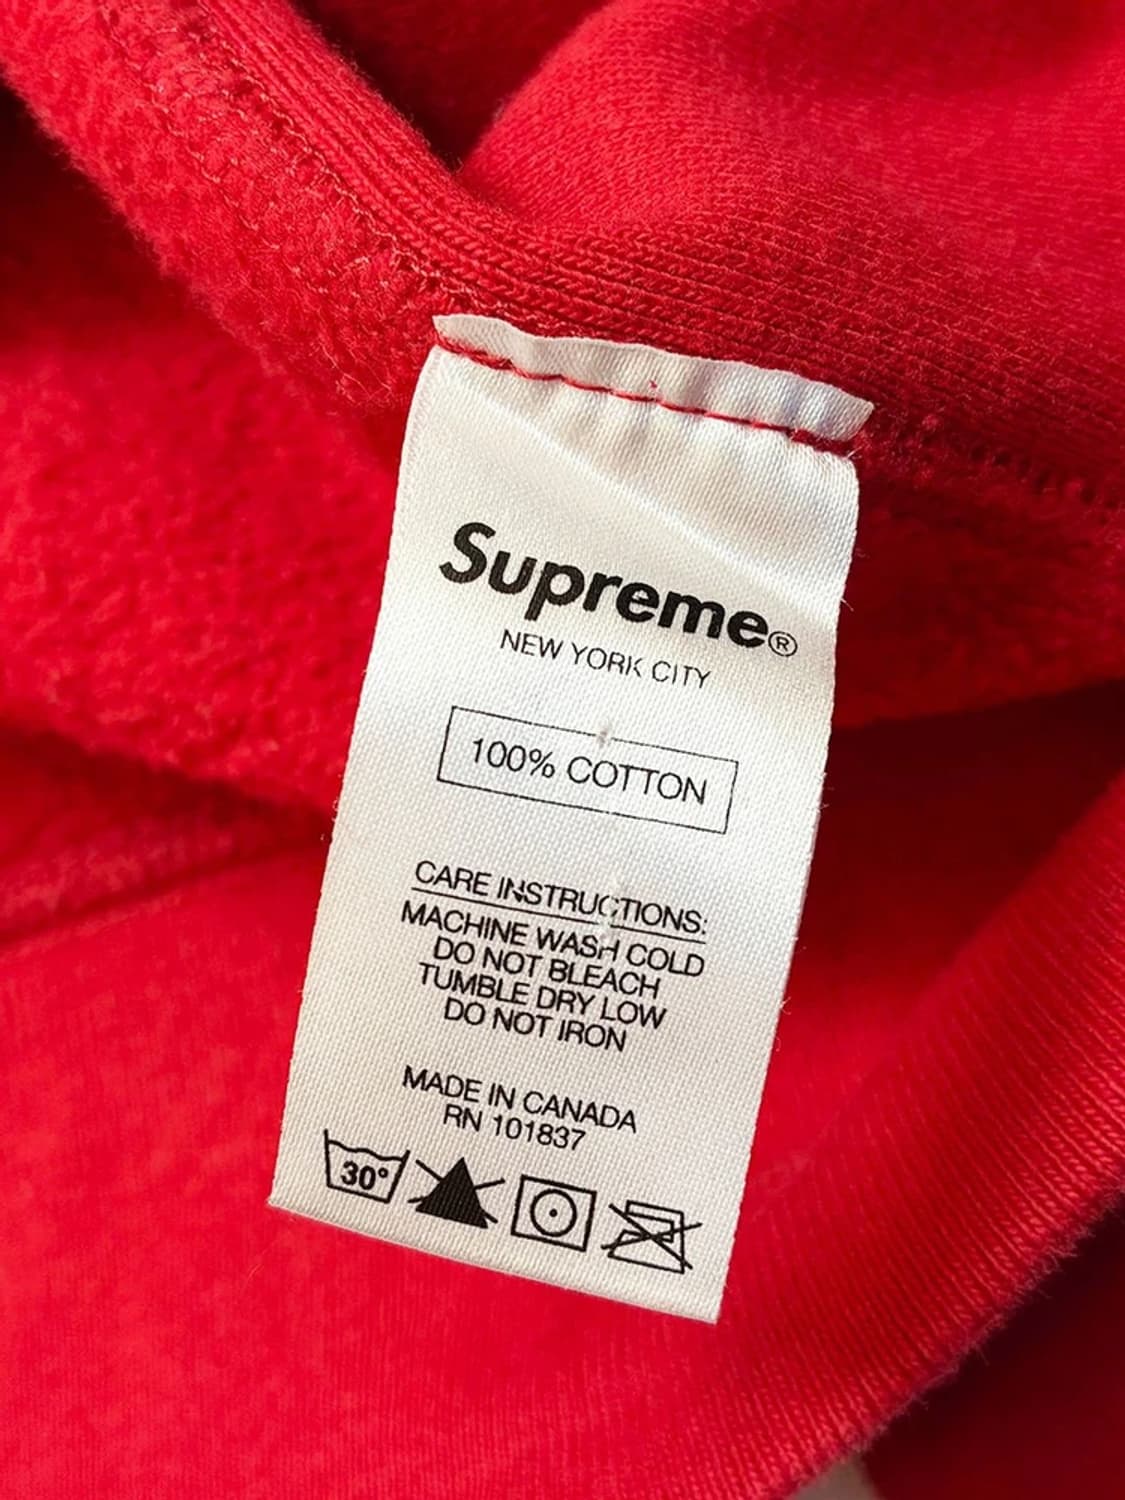 Supreme®
NEW YORK CITY
100% COTTON
CARE INSTRUCTIONS:
MACHINE WASH COLD
DO NOT BLEACH
TUMBLE DRY LOW
DO NOT IRON
MADE IN CANADA
RN 101837
30°